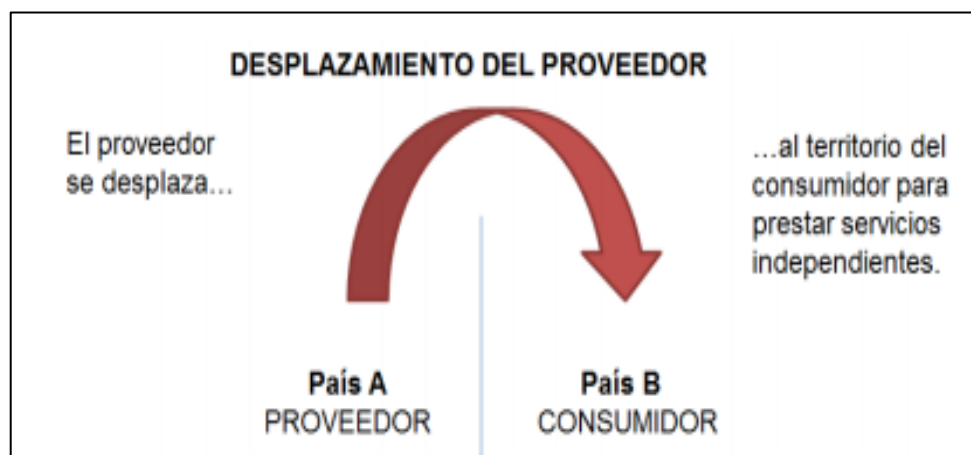 DESPLAZAMIENTO DEL PROVEEDOR
El proveedor
se desplaza...
...al territorio del
consumidor para
prestar servicios
independientes.
País A
PROVEEDOR
País B
CONSUMIDOR